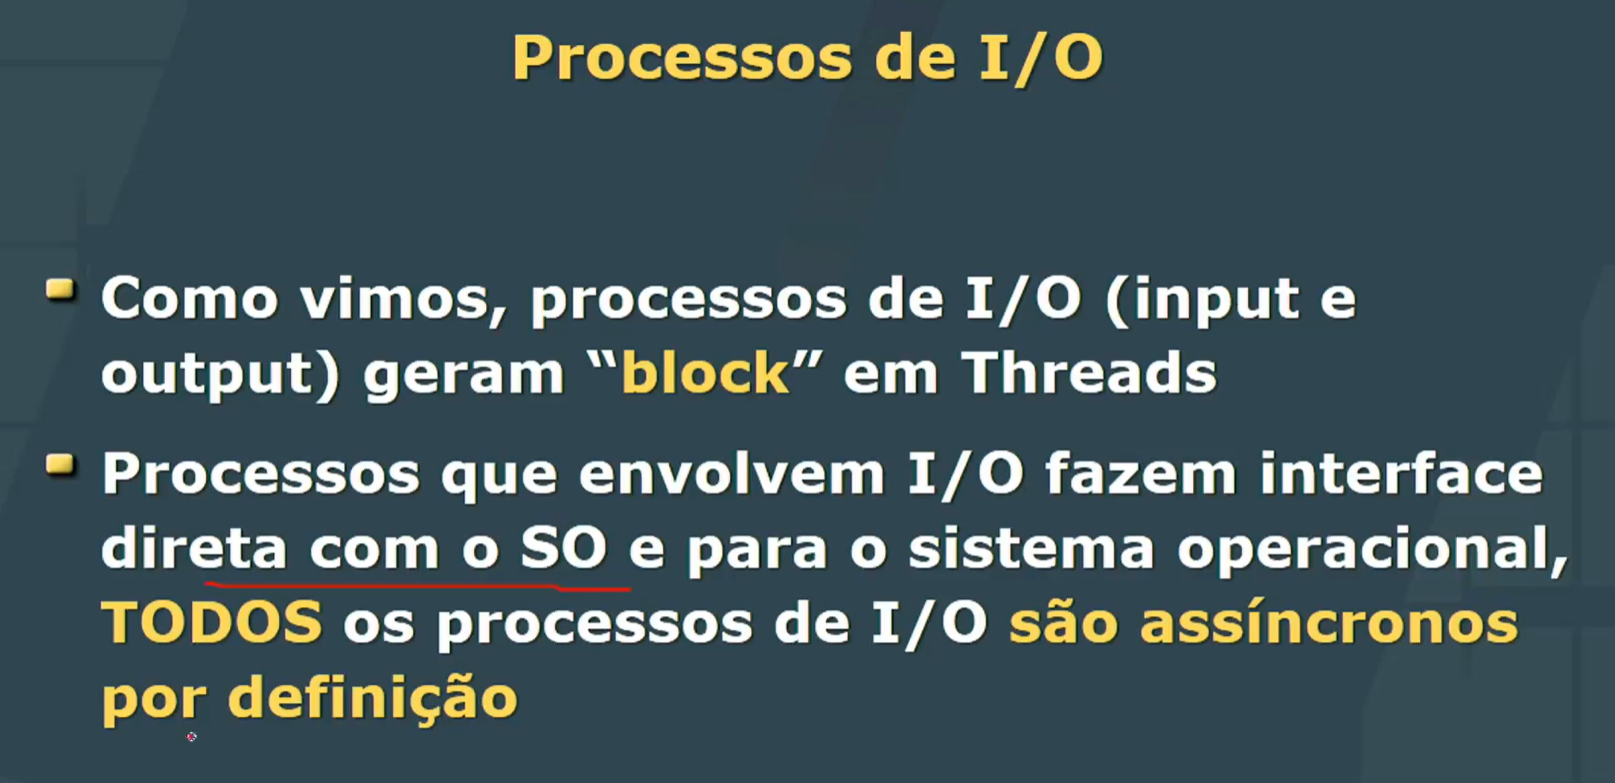 Processos de I/O
Como vimos, processos de I/O (input e
output) geram “block” em Threads
Processos que envolvem I/O fazem interface
direta com o SO e para o sistema operacional,
TODOS os processos de I/O são assíncronos
por definição